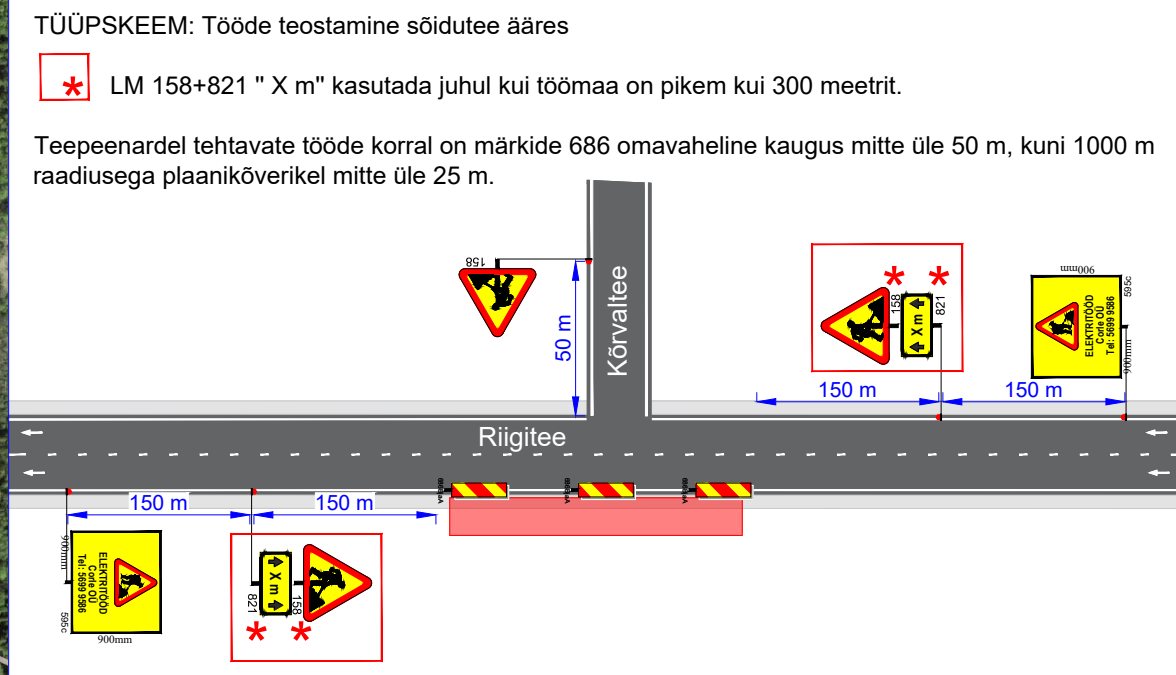 TÜÜPSKEEM: Tööde teostamine sõidutee ääres
* LM 158+821 " X m" kasutada juhul kui töömaa on pikem kui 300 meetrit.
Teepeenardel tehtavate tööde korral on märkide 686 omavaheline kaugus mitte üle 50 m, kuni 1000 m
raadiusega plaanikõverikel mitte üle 25 m.
158
50 m
Kõrvaltee
* *
158
X m
821
900mm
595c
ELEKTRITÖÖD
Corle OÜ
Tel: 5699 9586
900mm
150 m
150 m
Riigitee
150 m
150 m
900mm
ELEKTRITÖÖD
Corle OÜ
Tel: 5699 9586
595c
900mm
X m
821
158
* *